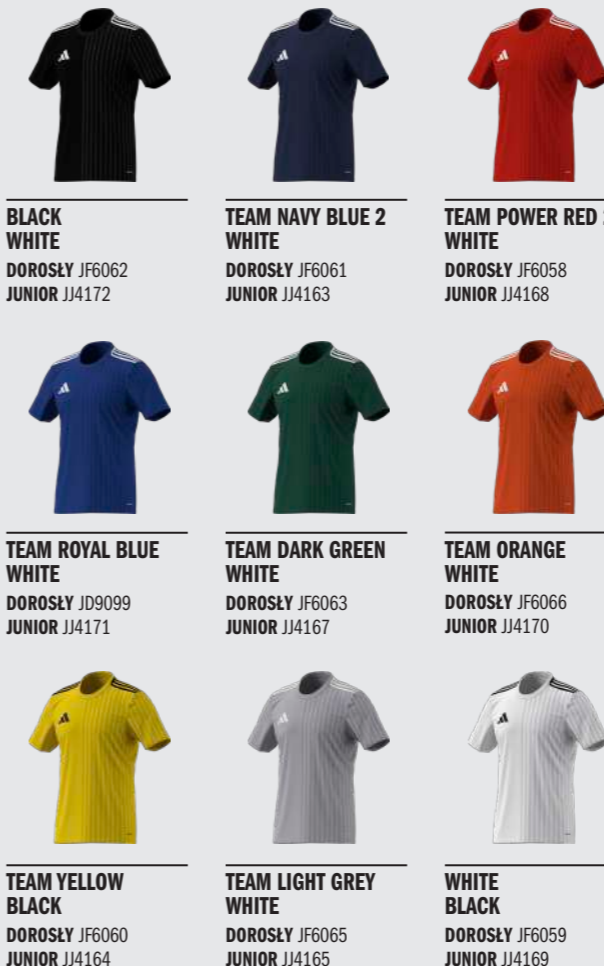 BLACK
WHITE
DOROSŁY JF6062
JUNIOR JJ4172
TEAM NAVY BLUE 2
WHITE
DOROSŁY JF6061
JUNIOR JJ4163
TEAM POWER RED 2
WHITE
DOROSŁY JF6058
JUNIOR JJ4168
TEAM ROYAL BLUE
WHITE
DOROSŁY JD9099
JUNIOR JJ4171
TEAM DARK GREEN
WHITE
DOROSŁY JF6063
JUNIOR JJ4167
TEAM ORANGE
WHITE
DOROSŁY JF6066
JUNIOR JJ4170
TEAM YELLOW
BLACK
DOROSŁY JF6060
JUNIOR JJ4164
TEAM LIGHT GREY
WHITE
DOROSŁY JF6065
JUNIOR JJ4165
WHITE
BLACK
DOROSŁY JF6059
JUNIOR JJ4169